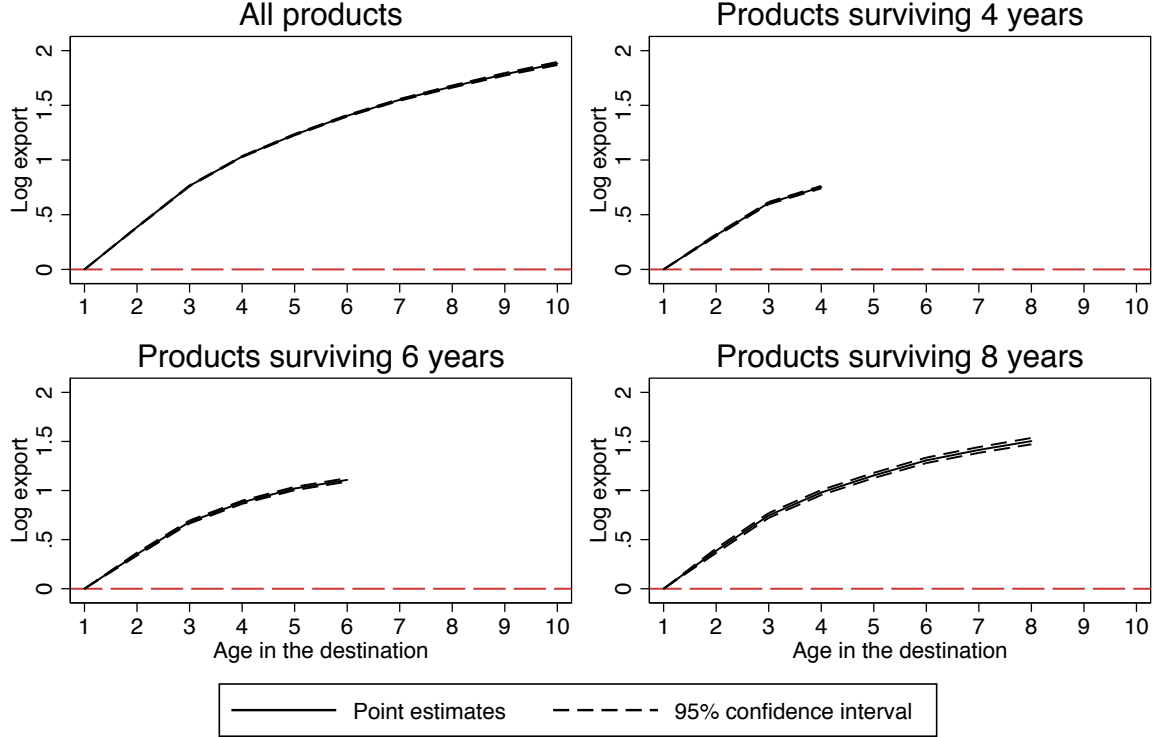 All products
Log export
2
1.5
1
.5
0
1 2 3 4 5 6 7 8 9 10
Products surviving 4 years
Log export
2
1.5
1
.5
0
1 2 3 4 5 6 7 8 9 10
Products surviving 6 years
Log export
2
1.5
1
.5
0
1 2 3 4 5 6 7 8 9 10
Age in the destination
Products surviving 8 years
Log export
2
1.5
1
.5
0
1 2 3 4 5 6 7 8 9 10
Age in the destination
Point estimates 95% confidence interval